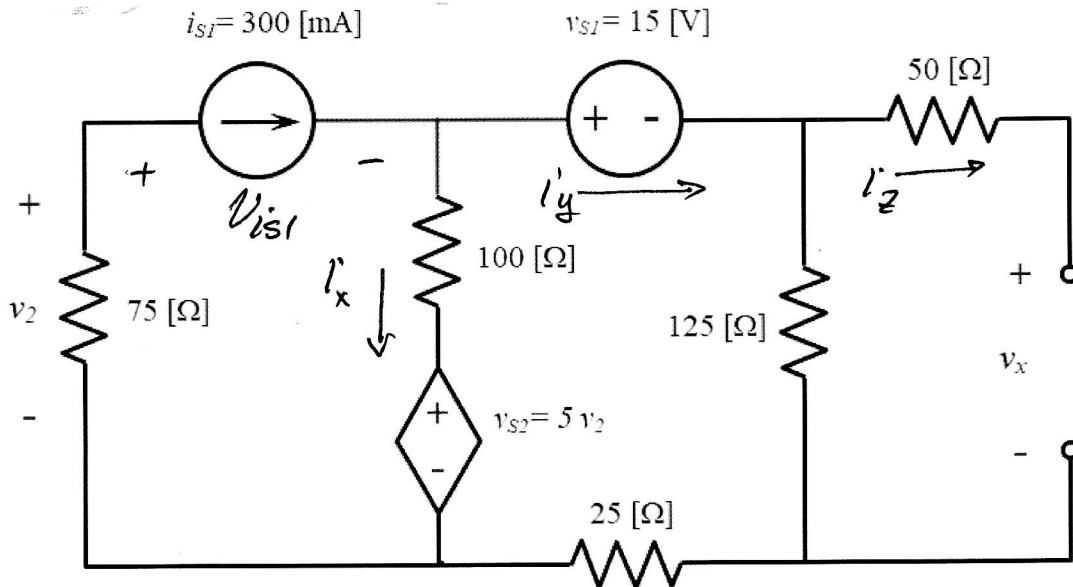 i_S1= 300 [mA]
v_S1= 15 [V]
50 [Ω]
+
-
+ -
i_y
i_z
+
v_iS1
100 [Ω]
i_x
v_2
75 [Ω]
125 [Ω]
+
v_x
+
-
v_S2= 5 v_2
-
-
25 [Ω]